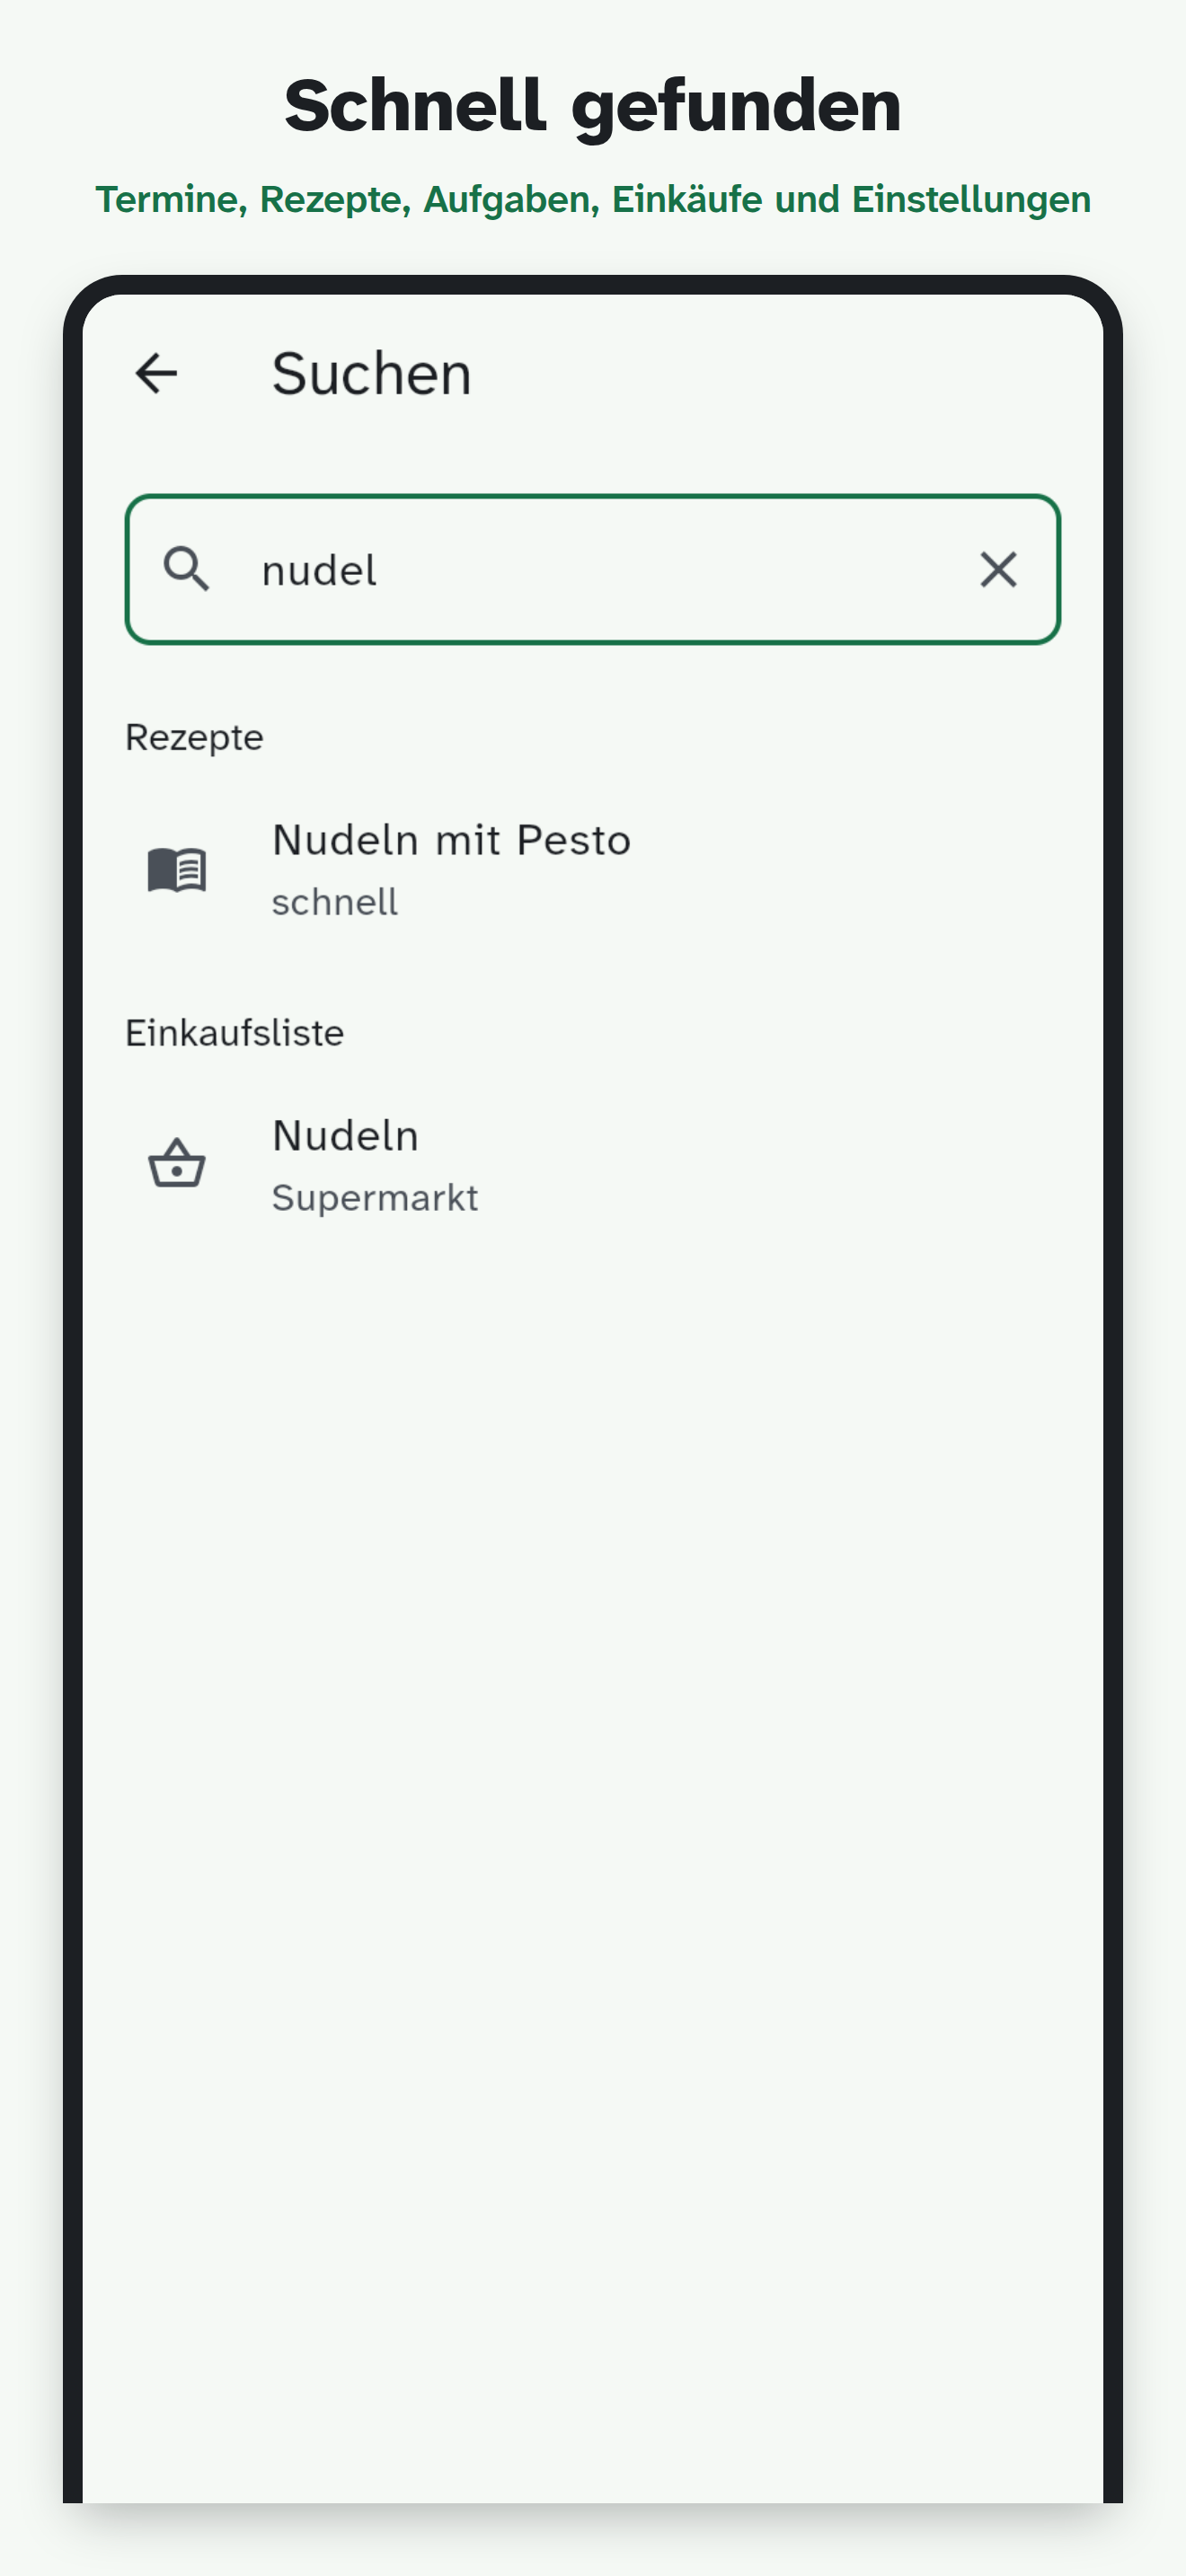 Schnell gefunden
Termine, Rezepte, Aufgaben, Einkäufe und Einstellungen
Suchen
nudel
Rezepte
Nudeln mit Pesto
schnell
Einkaufsliste
Nudeln
Supermarkt